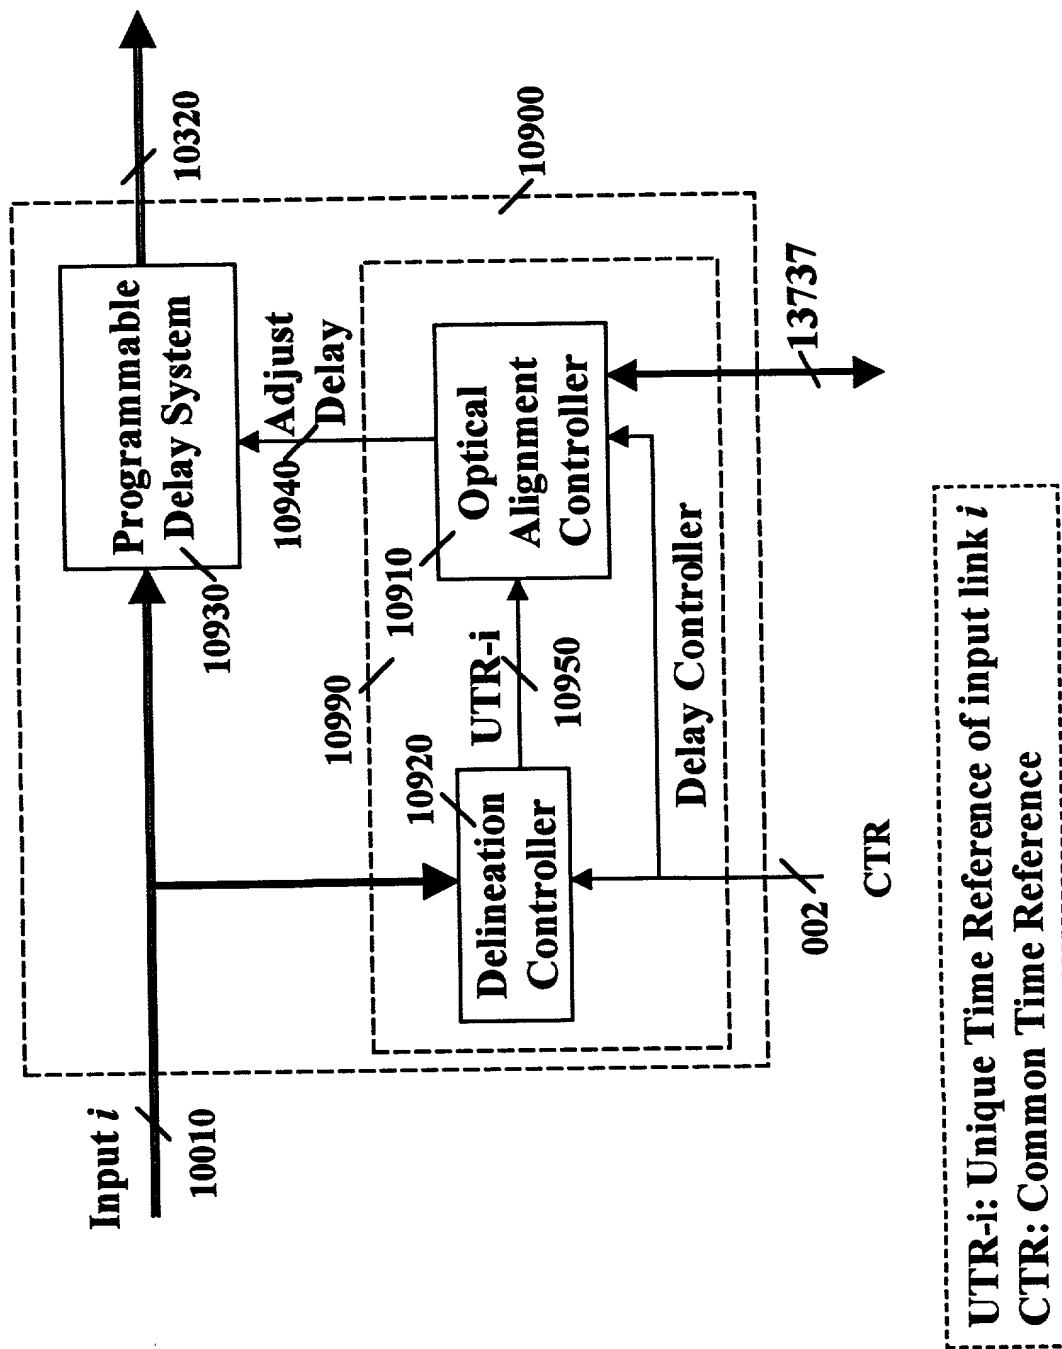 Input i
10010
Programmable
Delay System
10930
10320
10940
Adjust
Delay
10900
10990
10910
10920
Delineation
Controller
UTR-i
10950
Optical
Alignment
Controller
Delay Controller
002
CTR
13737
UTR-i: Unique Time Reference of input link i
CTR: Common Time Reference